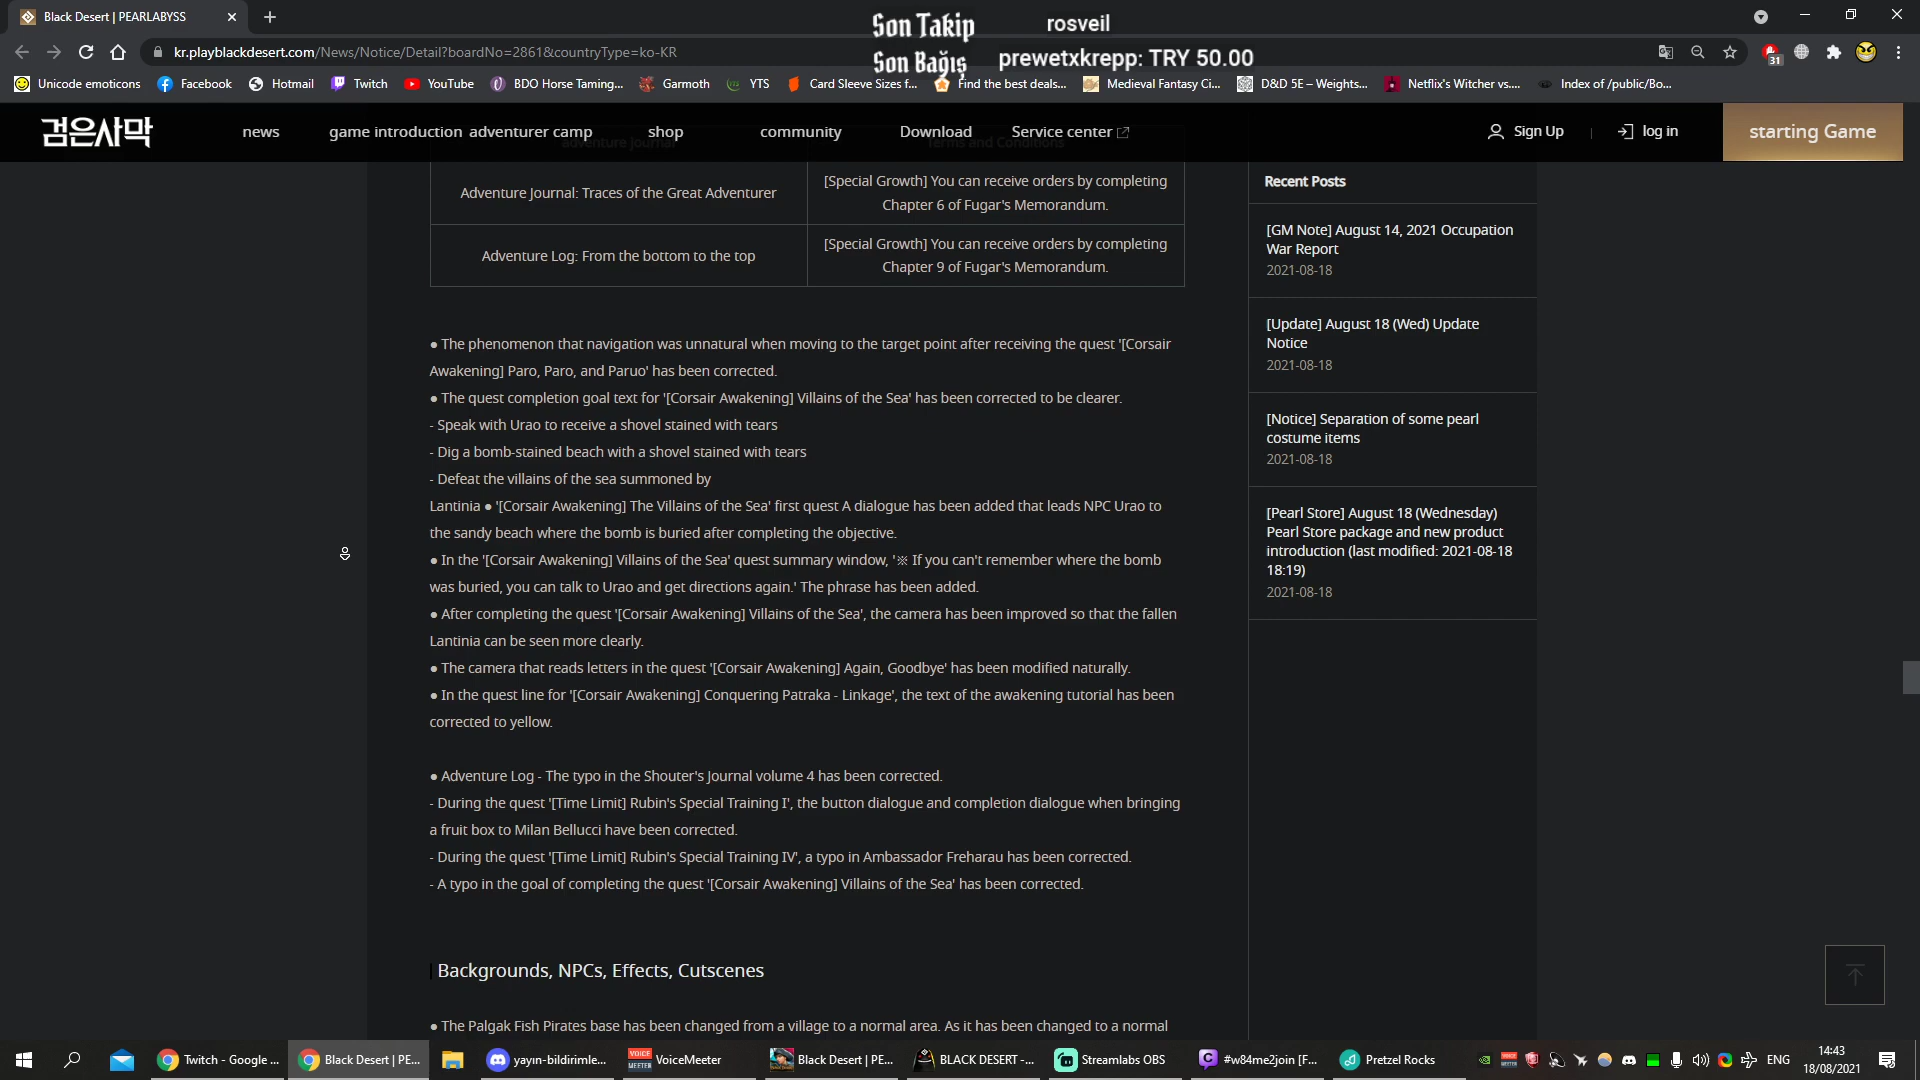 Black Desert | PEARLABYSS
Son Takip
rosveil
kr.playblackdesert.com/News/Notice/Detail?boardNo=2861&countryType=ko-KR
Son Bağış
prewetxkrepp: TRY 50.00
31
Unicode emoticons
Facebook
Hotmail
Twitch
YouTube
BDO Horse Taming...
Garmoth
YTS
Card Sleeve Sizes f...
Find the best deals...
Medieval Fantasy Ci...
D&D 5E – Weights...
Netflix's Witcher vs....
Index of /public/Bo...
검은사막
news
game introduction
adventurer camp
shop
community
Download
Service center
Sign Up
log in
starting Game
adventure journal
Terms and Conditions
Adventure Journal: Traces of the Great Adventurer
[Special Growth] You can receive orders by completing
Chapter 6 of Fugar's Memorandum.
Adventure Log: From the bottom to the top
[Special Growth] You can receive orders by completing
Chapter 9 of Fugar's Memorandum.
● The phenomenon that navigation was unnatural when moving to the target point after receiving the quest '[Corsair
Awakening] Paro, Paro, and Paruo' has been corrected.
● The quest completion goal text for '[Corsair Awakening] Villains of the Sea' has been corrected to be clearer.
- Speak with Urao to receive a shovel stained with tears
- Dig a bomb-stained beach with a shovel stained with tears
- Defeat the villains of the sea summoned by
Lantinia ● '[Corsair Awakening] The Villains of the Sea' first quest A dialogue has been added that leads NPC Urao to
the sandy beach where the bomb is buried after completing the objective.
● In the '[Corsair Awakening] Villains of the Sea' quest summary window, '※ If you can't remember where the bomb
was buried, you can talk to Urao and get directions again.' The phrase has been added.
● After completing the quest '[Corsair Awakening] Villains of the Sea', the camera has been improved so that the fallen
Lantinia can be seen more clearly.
● The camera that reads letters in the quest '[Corsair Awakening] Again, Goodbye' has been modified naturally.
● In the quest line for '[Corsair Awakening] Conquering Patraka - Linkage', the text of the awakening tutorial has been
corrected to yellow.
● Adventure Log - The typo in the Shouter's Journal volume 4 has been corrected.
- During the quest '[Time Limit] Rubin's Special Training I', the button dialogue and completion dialogue when bringing
a fruit box to Milan Bellucci have been corrected.
- During the quest '[Time Limit] Rubin's Special Training IV', a typo in Ambassador Freharau has been corrected.
- A typo in the goal of completing the quest '[Corsair Awakening] Villains of the Sea' has been corrected.
Backgrounds, NPCs, Effects, Cutscenes
● The Palgak Fish Pirates base has been changed from a village to a normal area. As it has been changed to a normal
Recent Posts
[GM Note] August 14, 2021 Occupation
War Report
2021-08-18
[Update] August 18 (Wed) Update
Notice
2021-08-18
[Notice] Separation of some pearl
costume items
2021-08-18
[Pearl Store] August 18 (Wednesday)
Pearl Store package and new product
introduction (last modified: 2021-08-18
18:19)
2021-08-18
Twitch - Google ...
Black Desert | PE...
yayın-bildirimle...
VOICE MEETER
VoiceMeeter
Black Desert | PE...
BLACK DESERT -...
Streamlabs OBS
#w84me2join [F...
Pretzel Rocks
ENG
14:43
18/08/2021